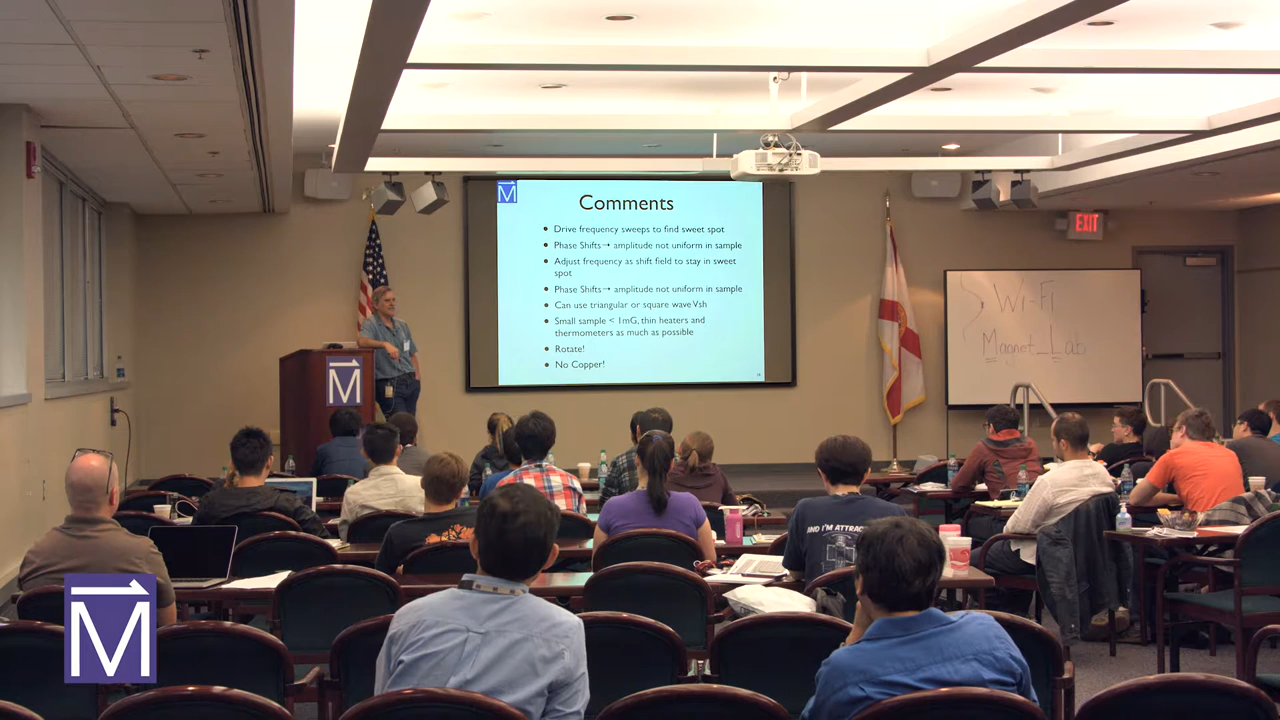 M
Comments
• Drive frequency sweeps to find sweet spot
• Phase Shifts→ amplitude not uniform in sample
• Adjust frequency as shift field to stay in sweet
spot
• Phase Shifts→ amplitude not uniform in sample
• Can use triangular or square wave Vsh
• Small sample < 1mG, thin heaters and
thermometers as much as possible
• Rotate!
• No Copper!
EXIT
Wi-Fi
Magnet_Lab
M
AND I'M ATTRAC
M